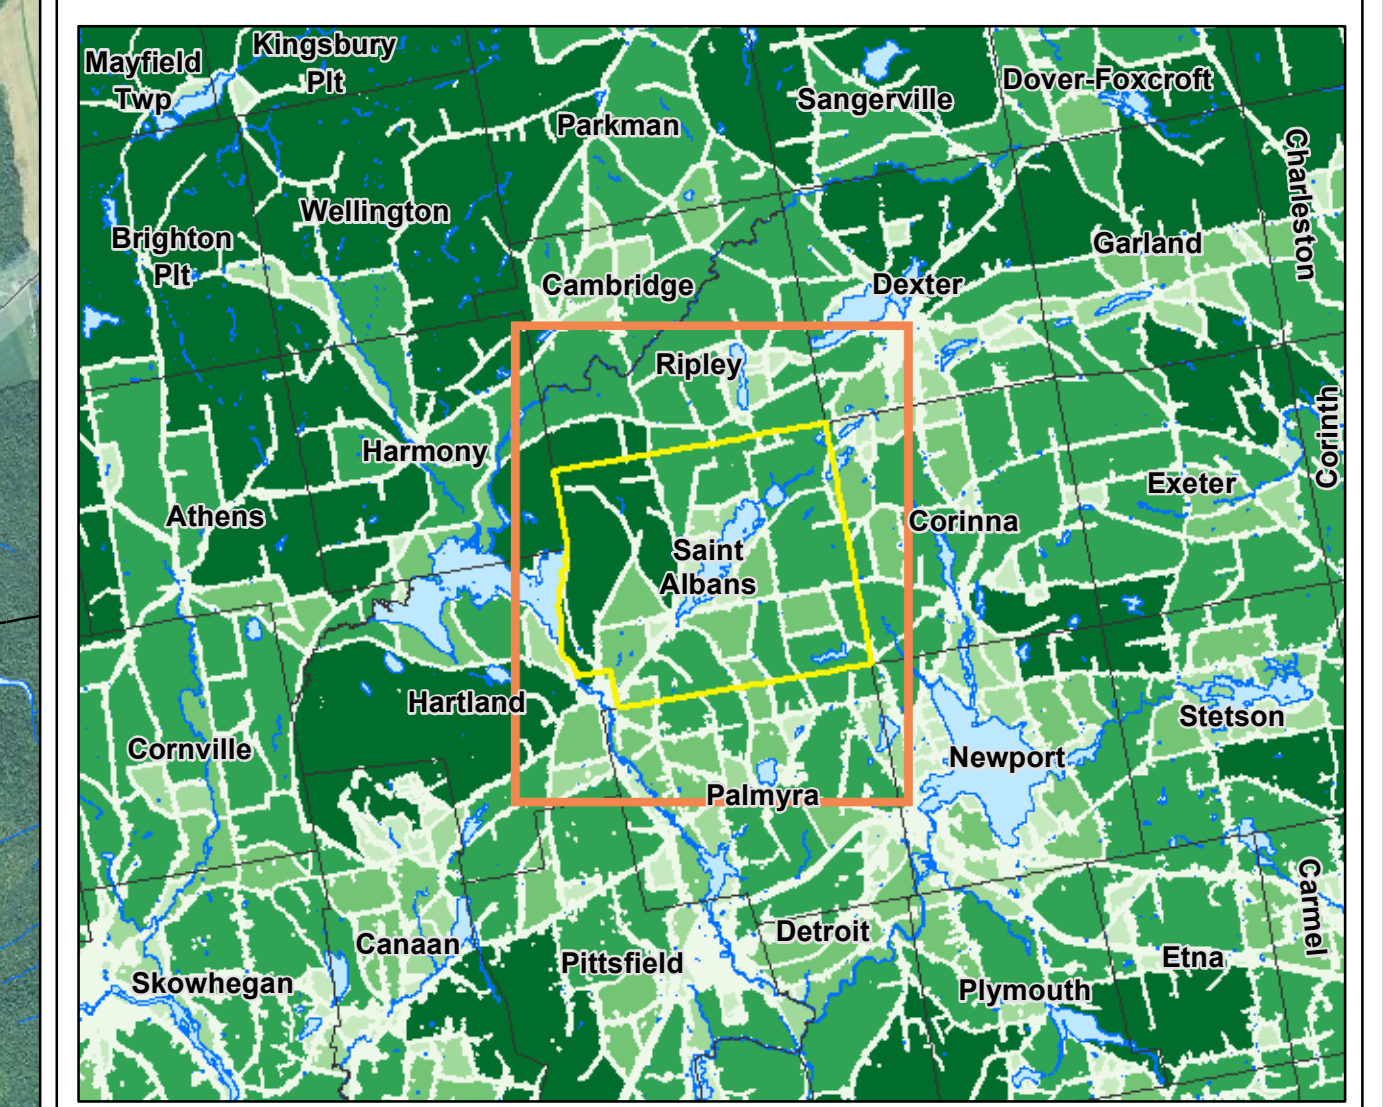 Mayfield
Twp
Kingsbury
Plt
Parkman
Sangerville
Dover-Foxcroft
Charleston
Wellington
Brighton
Plt
Garland
Cambridge
Dexter
Ripley
Corinth
Harmony
Exeter
Athens
Corinna
Saint
Albans
Hartland
Stetson
Cornville
Newport
Palmyra
Carmel
Detroit
Canaan
Pittsfield
Etna
Skowhegan
Plymouth